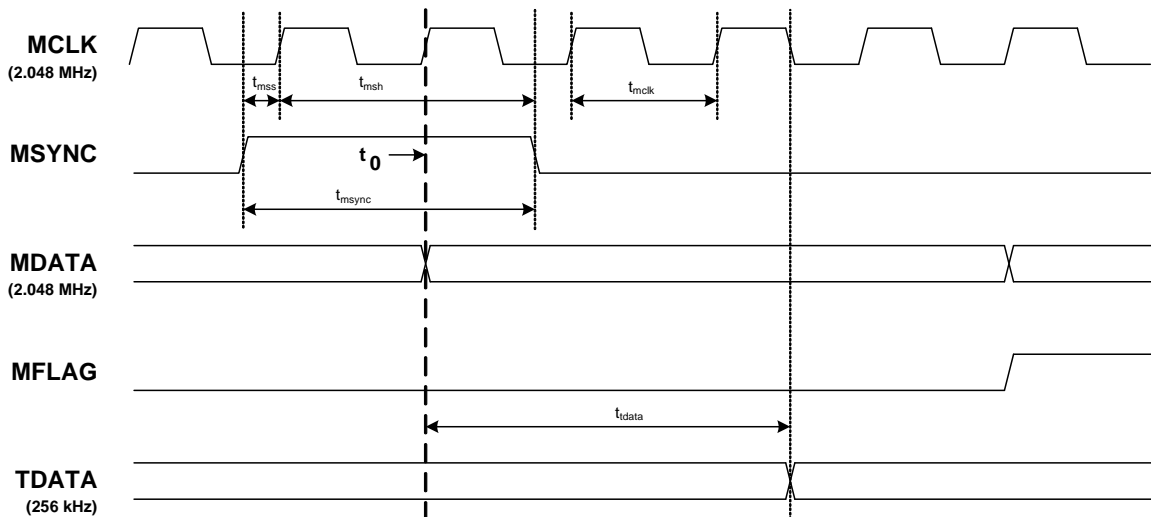 MCLK
(2.048 MHz)
tmss
tmsh
tmclk
MSYNC
t0
tmsync
MDATA
(2.048 MHz)
MFLAG
ttdata
TDATA
(256 kHz)